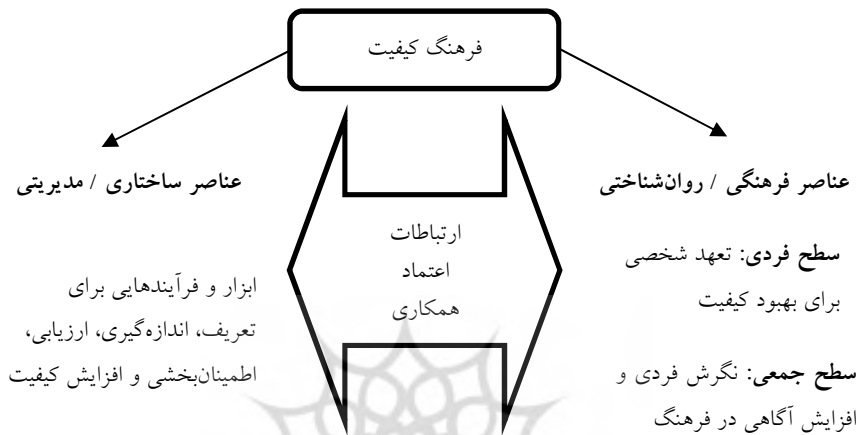 فرهنگ کیفیت
عناصر فرهنگی / روان‌شناختی
سطح فردی: تعهد شخصی
برای بهبود کیفیت
سطح جمعی: نگرش فردی و
افزایش آگاهی در فرهنگ
ارتباطات
اعتماد
همکاری
عناصر ساختاری / مدیریتی
ابزار و فرآیندهایی برای
تعریف، اندازه‌گیری، ارزیابی،
اطمینان‌بخشی و افزایش کیفیت